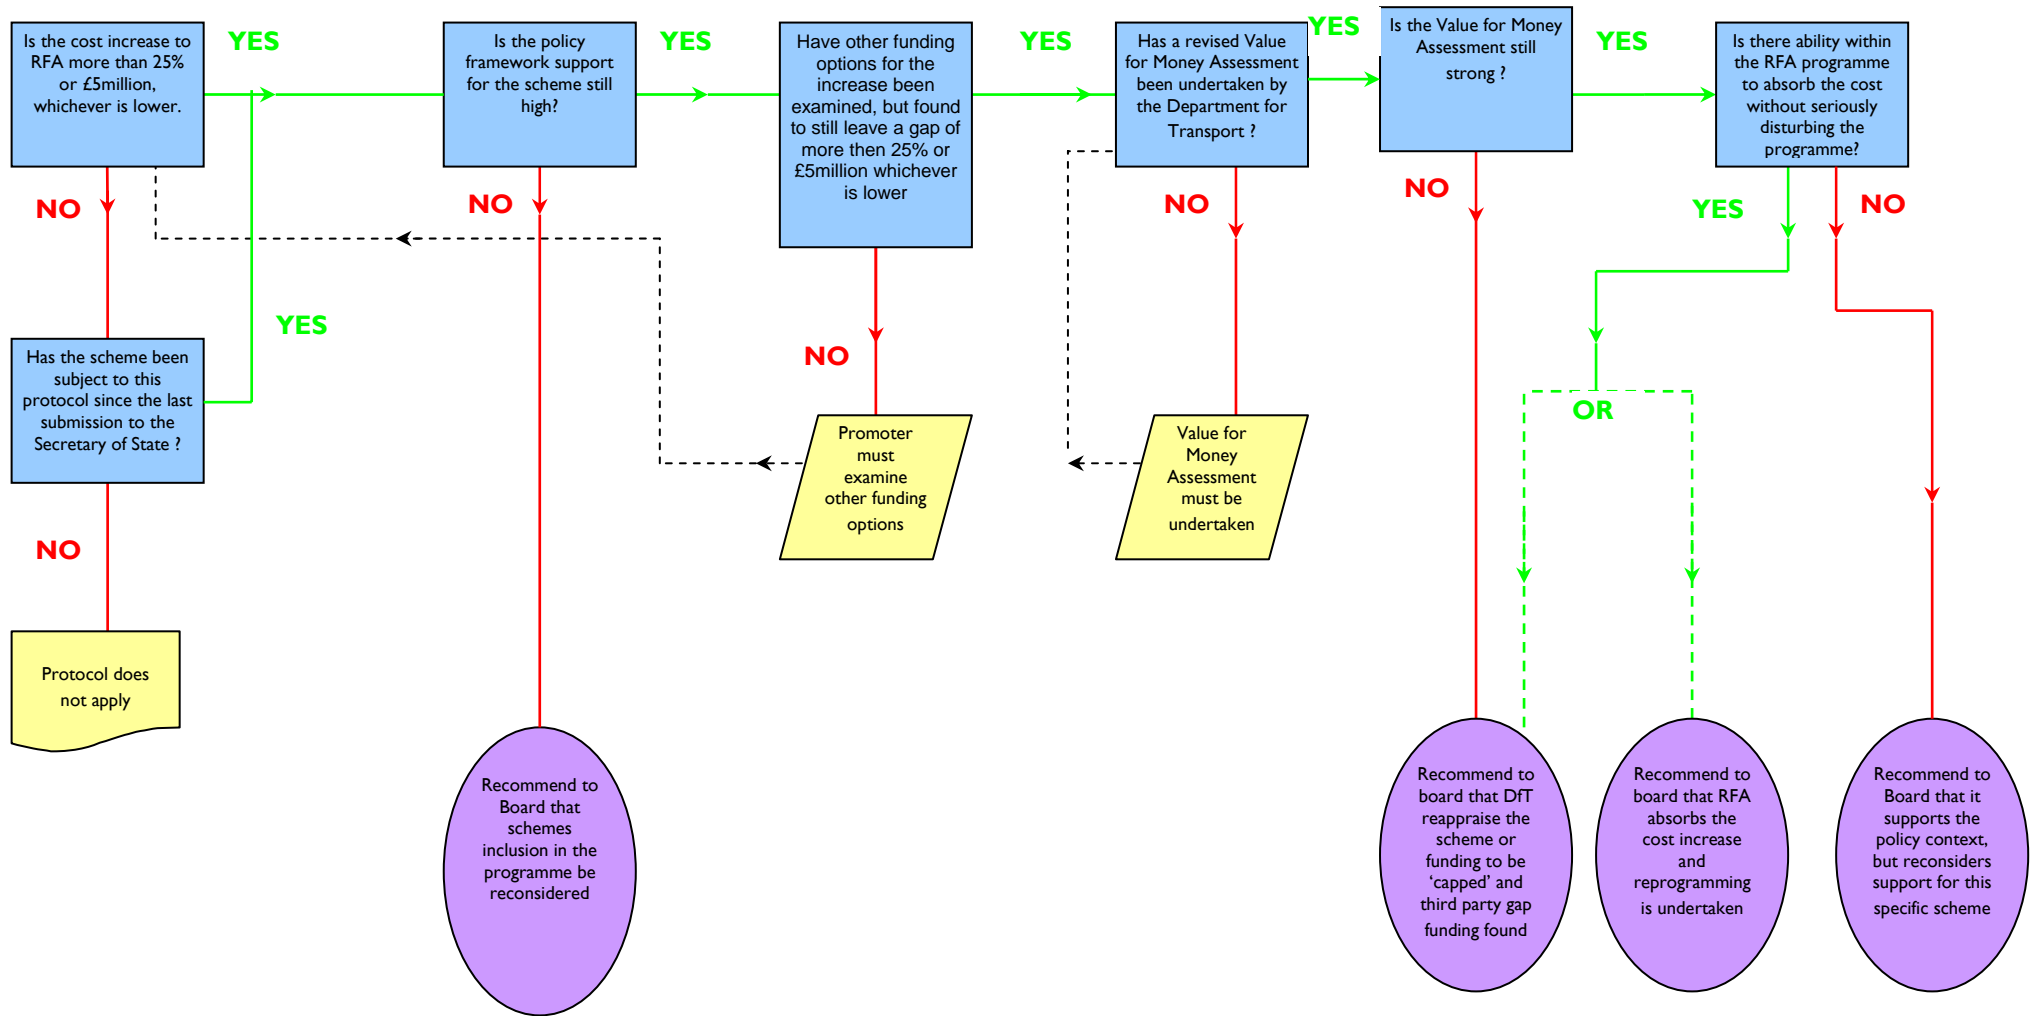 Is the cost increase to
RFA more than 25%
or £5million,
whichever is lower.
YES
Is the policy
framework support
for the scheme still
high?
YES
Have other funding
options for the
increase been
examined, but found
to still leave a gap of
more then 25% or
£5million whichever
is lower
YES
Has a revised Value
for Money Assessment
been undertaken by
the Department for
Transport ?
YES
Is the Value for Money
Assessment still
strong ?
YES
Is there ability within
the RFA programme
to absorb the cost
without seriously
disturbing the
programme?
NO
NO
NO
NO
YES
NO
YES
NO
Has the scheme been
subject to this
protocol since the last
submission to the
Secretary of State ?
OR
Promoter
must
examine
other funding
options
Value for
Money
Assessment
must be
undertaken
NO
Protocol does
not apply
Recommend to
Board that
schemes
inclusion in the
programme be
reconsidered
Recommend to
board that DfT
reappraise the
scheme or
funding to be
‘capped’ and
third party gap
funding found
Recommend to
board that RFA
absorbs the
cost increase
and
reprogramming
is undertaken
Recommend to
Board that it
supports the
policy context,
but reconsiders
support for this
specific scheme